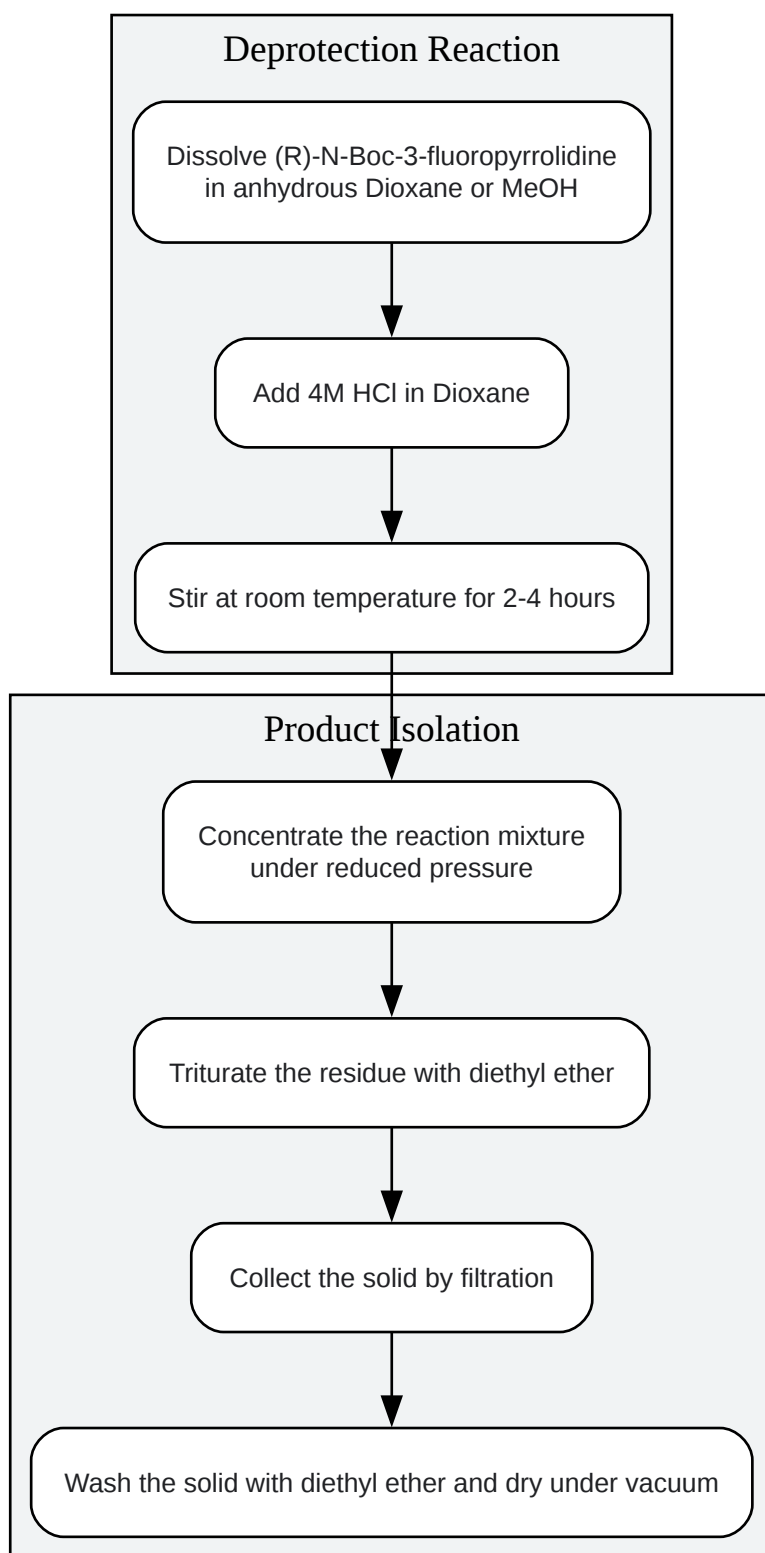 Deprotection Reaction
Dissolve (R)-N-Boc-3-fluoropyrrolidine
in anhydrous Dioxane or MeOH
Add 4M HCl in Dioxane
Stir at room temperature for 2-4 hours
Product Isolation
Concentrate the reaction mixture
under reduced pressure
Triturate the residue with diethyl ether
Collect the solid by filtration
Wash the solid with diethyl ether and dry under vacuum